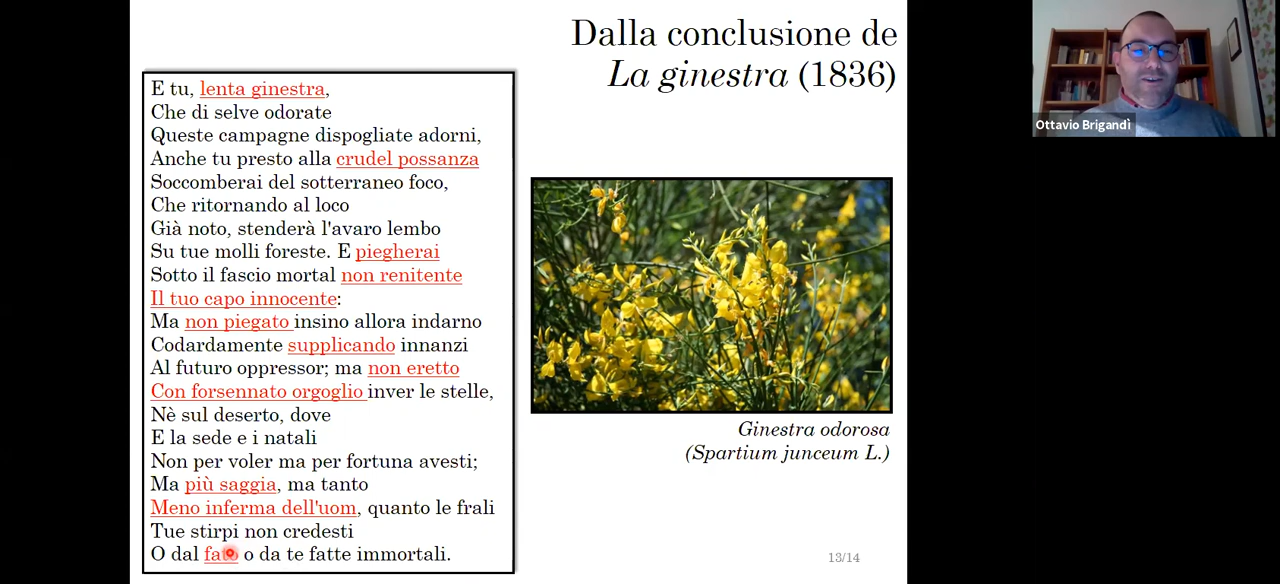 Dalla conclusione de
La ginestra (1836)
E tu, lenta ginestra,
Che di selve odorate
Queste campagne dispogliate adorni,
Anche tu presto alla crudel possanza
Soccomberai del sotterraneo foco,
Che ritornando al loco
Già noto, stenderà l'avaro lembo
Su tue molli foreste. E piegherai
Sotto il fascio mortal non renitente
Il tuo capo innocente:
Ma non piegato insino allora indarno
Codardamente supplicando innanzi
Al futuro oppressor; ma non eretto
Con forsennato orgoglio inver le stelle,
Nè sul deserto, dove
E la sede e i natali
Non per voler ma per fortuna avesti;
Ma più saggia, ma tanto
Meno inferma dell'uom, quanto le frali
Tue stirpi non credesti
O dal fato o da te fatte immortali.
Ginestra odorosa
(Spartium junceum L.)
13/14
Ottavio Brigandì